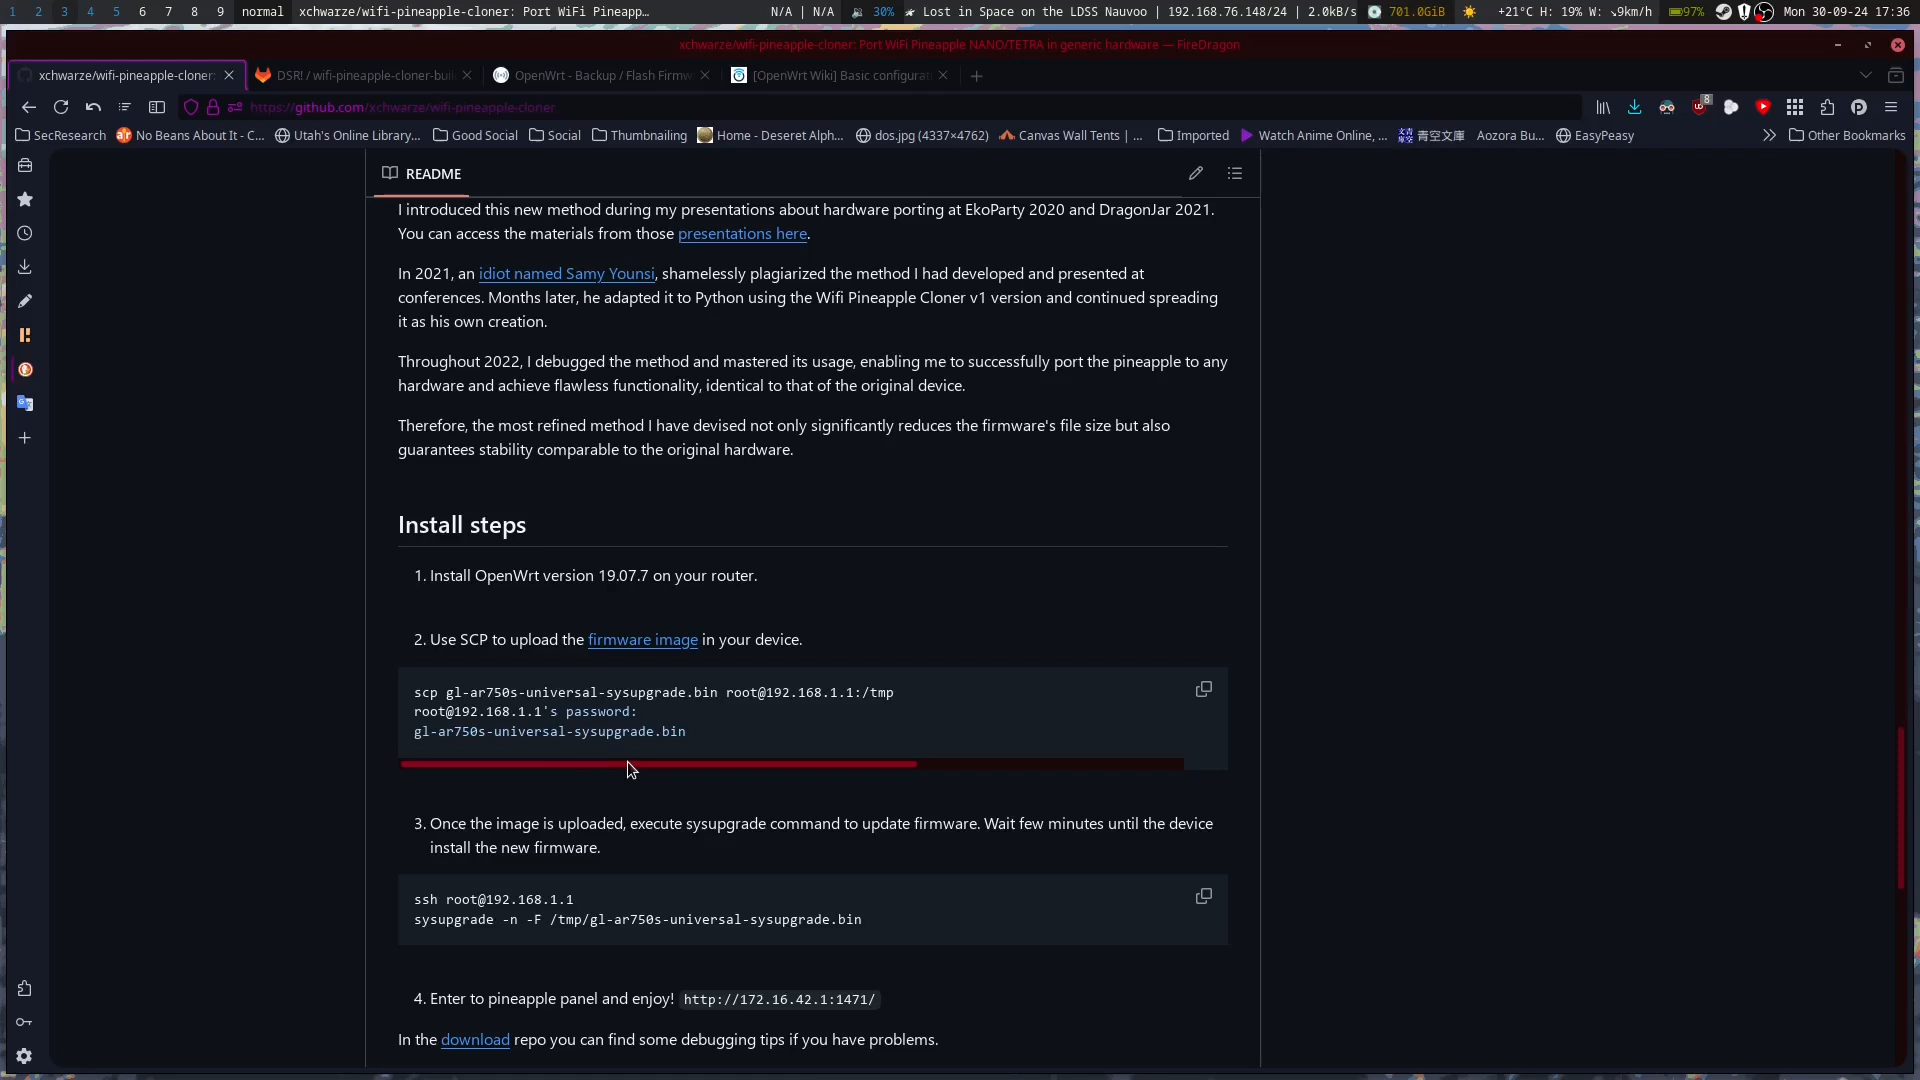 1 2 3 4 5 6 7 8 9 normal xchwarze/wifi-pineapple-cloner: Port WiFi Pineapp… N/A | N/A 30% Lost in Space on the LDSS Nauvoo | 192.168.76.148/24 | 2.0kB/s 701.0GiB +21°C H: 19% W: ↘9km/h 97% Mon 30-09-24 17:36
xchwarze/wifi-pineapple-cloner: Port WiFi Pineapple NANO/TETRA in generic hardware — FireDragon
xchwarze/wifi-pineapple-cloner: DSR! / wifi-pineapple-cloner-buil OpenWrt - Backup / Flash Firmw [OpenWrt Wiki] Basic configurat
https://github.com/xchwarze/wifi-pineapple-cloner 8
SecResearch No Beans About It - C… Utah's Online Library… Good Social Social Thumbnailing Home - Deseret Alph… dos.jpg (4337×4762) Canvas Wall Tents | … Imported Watch Anime Online, … 青空文庫 Aozora Bu… EasyPeasy Other Bookmarks
README
I introduced this new method during my presentations about hardware porting at EkoParty 2020 and DragonJar 2021.
You can access the materials from those presentations here.
In 2021, an idiot named Samy Younsi, shamelessly plagiarized the method I had developed and presented at
conferences. Months later, he adapted it to Python using the Wifi Pineapple Cloner v1 version and continued spreading
it as his own creation.
Throughout 2022, I debugged the method and mastered its usage, enabling me to successfully port the pineapple to any
hardware and achieve flawless functionality, identical to that of the original device.
Therefore, the most refined method I have devised not only significantly reduces the firmware's file size but also
guarantees stability comparable to the original hardware.
Install steps
1. Install OpenWrt version 19.07.7 on your router.
2. Use SCP to upload the firmware image in your device.
scp gl-ar750s-universal-sysupgrade.bin root@192.168.1.1:/tmp
root@192.168.1.1's password:
gl-ar750s-universal-sysupgrade.bin
3. Once the image is uploaded, execute sysupgrade command to update firmware. Wait few minutes until the device
install the new firmware.
ssh root@192.168.1.1
sysupgrade -n -F /tmp/gl-ar750s-universal-sysupgrade.bin
4. Enter to pineapple panel and enjoy! http://172.16.42.1:1471/
In the download repo you can find some debugging tips if you have problems.